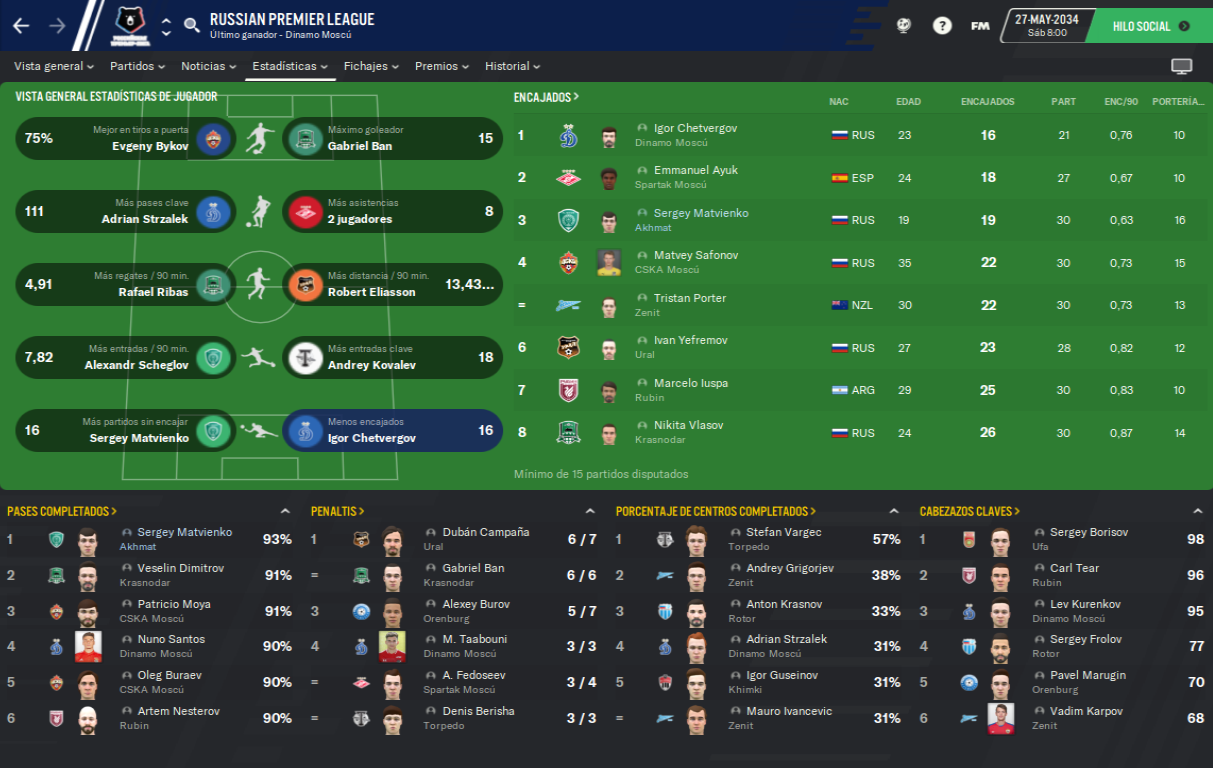 RUSSIAN PREMIER LEAGUE
Último ganador - Dinamo Moscú
FM
27-MAY-2034
Sáb 8:00
HILO SOCIAL
Vista general
Partidos
Noticias
Estadísticas
Fichajes
Premios
Historial
VISTA GENERAL ESTADÍSTICAS DE JUGADOR
75% Mejor en tiros a puerta
Evgeny Bykov
Máximo goleador 15
Gabriel Ban
111 Más pases clave
Adrian Strzalek
Más asistencias 8
2 jugadores
4,91 Más regates / 90 min.
Rafael Ribas
Más distancia / 90 min. 13,43...
Robert Eliasson
7,82 Más entradas / 90 min.
Alexandr Scheglov
Más entradas clave 18
Andrey Kovalev
16 Más partidos sin encajar
Sergey Matvienko
Menos encajados 16
Igor Chetvergov
ENCAJADOS NAC EDAD ENCAJADOS PART ENC/90 PORTERÍA...
1 Igor Chetvergov RUS 23 16 21 0,76 10
Dinamo Moscú
2 Emmanuel Ayuk ESP 24 18 27 0,67 10
Spartak Moscú
3 Sergey Matvienko RUS 19 19 30 0,63 16
Akhmat
4 Matvey Safonov RUS 35 22 30 0,73 15
CSKA Moscú
= Tristan Porter NZL 30 22 30 0,73 13
Zenit
6 Ivan Yefremov RUS 27 23 28 0,82 12
Ural
7 Marcelo Iuspa ARG 29 25 30 0,83 10
Rubin
8 Nikita Vlasov RUS 24 26 30 0,87 14
Krasnodar
Mínimo de 15 partidos disputados
PASES COMPLETADOS
1 Sergey Matvienko 93%
Akhmat
2 Veselin Dimitrov 91%
Krasnodar
3 Patricio Moya 91%
CSKA Moscú
4 Nuno Santos 90%
Dinamo Moscú
5 Oleg Buraev 90%
CSKA Moscú
6 Artem Nesterov 90%
Rubin
PENALTIS
1 Dubán Campaña 6 / 7
Ural
= Gabriel Ban 6 / 6
Krasnodar
3 Alexey Burov 5 / 7
Orenburg
4 M. Taabouni 3 / 3
Dinamo Moscú
= A. Fedoseev 3 / 4
Spartak Moscú
= Denis Berisha 3 / 3
Torpedo
PORCENTAJE DE CENTROS COMPLETADOS
1 Stefan Vargec 57%
Torpedo
2 Andrey Grigorjev 38%
Zenit
3 Anton Krasnov 33%
Rotor
4 Adrian Strzalek 31%
Dinamo Moscú
5 Igor Guseinov 31%
Khimki
= Mauro Ivancevic 31%
Zenit
CABEZAZOS CLAVES
1 Sergey Borisov 98
Ufa
2 Carl Tear 96
Rubin
3 Lev Kurenkov 95
Dinamo Moscú
4 Sergey Frolov 77
Rotor
5 Pavel Marugin 70
Orenburg
6 Vadim Karpov 68
Zenit